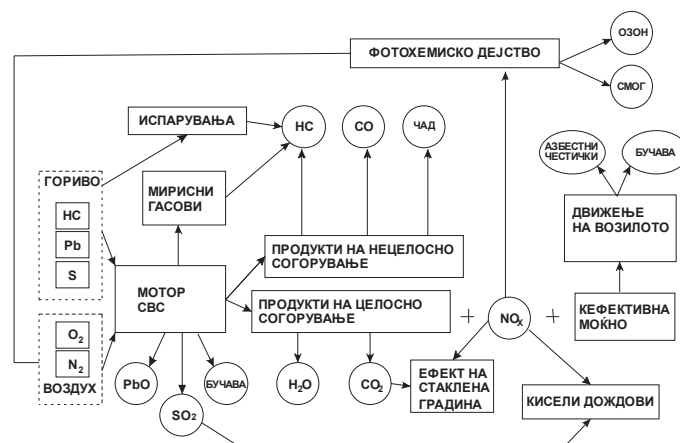 ОЗОН
ФОТОХЕМИСКО ДЕЈСТВО
СМОГ
ИСПАРУВАЊА
HC
CO
ЧАД
АЗБЕСТНИ
ЧЕСТИЧКИ
БУЧАВА
ГОРИВО
HC
Pb
S
МИРИСНИ
ГАСОВИ
ДВИЖЕЊЕ
НА ВОЗИЛОТО
ПРОДУКТИ НА НЕЦЕЛОСНО
СОГОРУВАЊЕ
МОТОР
СВС
ПРОДУКТИ НА ЦЕЛОСНО
СОГОРУВАЊЕ
+
NOX
+
КЕФЕКТИВНА
МОЌНО
O2
N2
ВОЗДУХ
PbO
SO2
БУЧАВА
H2O
CO2
ЕФЕКТ НА
СТАКЛЕНА
ГРАДИНА
КИСЕЛИ ДОЖДОВИ